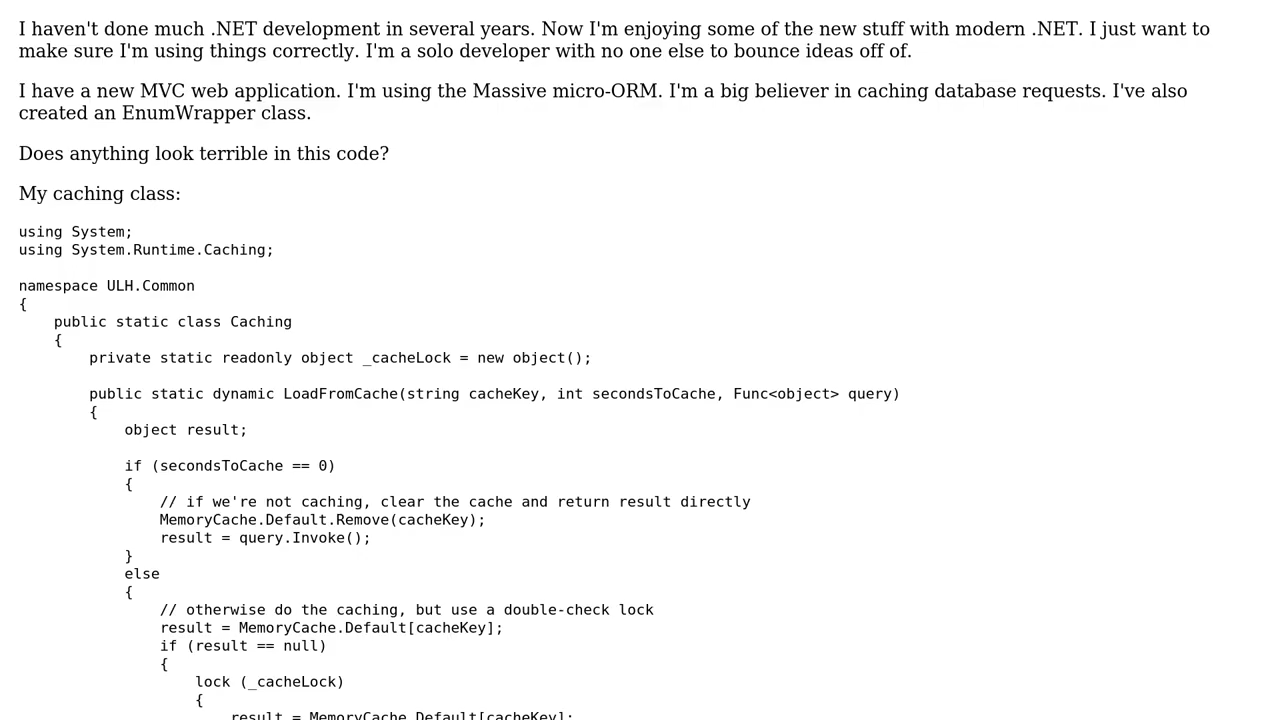 I haven't done much .NET development in several years. Now I'm enjoying some of the new stuff with modern .NET. I just want to
make sure I'm using things correctly. I'm a solo developer with no one else to bounce ideas off of.
I have a new MVC web application. I'm using the Massive micro-ORM. I'm a big believer in caching database requests. I've also
created an EnumWrapper class.
Does anything look terrible in this code?
My caching class:
using System;
using System.Runtime.Caching;
namespace ULH.Common
{
    public static class Caching
    {
        private static readonly object _cacheLock = new object();
        public static dynamic LoadFromCache(string cacheKey, int secondsToCache, Func<object> query)
        {
            object result;
            if (secondsToCache == 0)
            {
                // if we're not caching, clear the cache and return result directly
                MemoryCache.Default.Remove(cacheKey);
                result = query.Invoke();
            }
            else
            {
                // otherwise do the caching, but use a double-check lock
                result = MemoryCache.Default[cacheKey];
                if (result == null)
                {
                    lock (_cacheLock)
                    {
                        result = MemoryCache.Default[cacheKey];